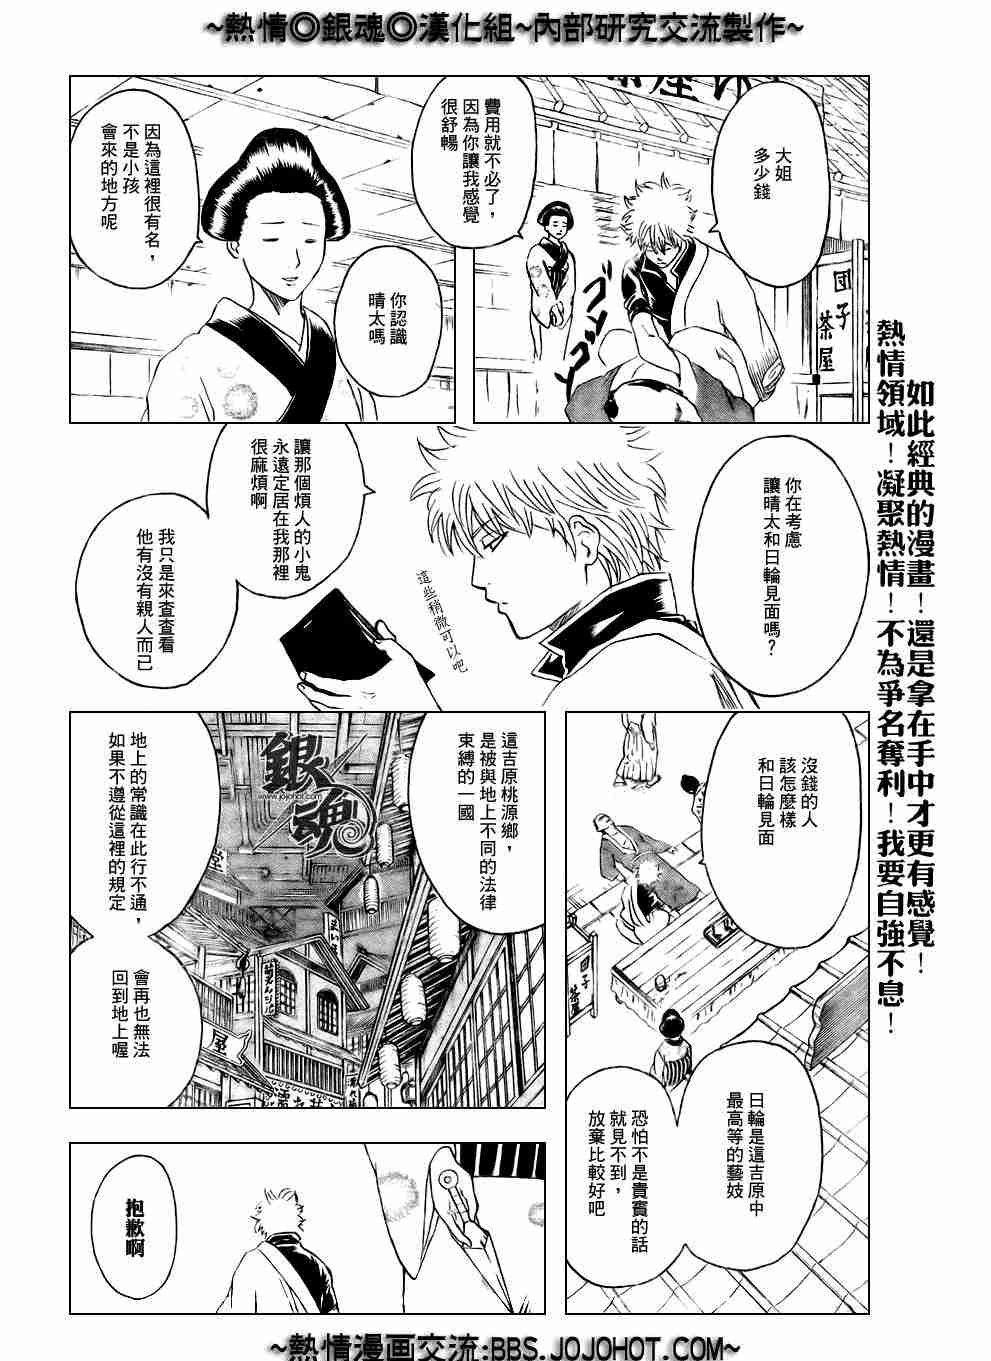 ~熱情◎銀魂◎漢化組~內部研究交流製作~
大姐
多少錢
費用就不必了，
因為你讓我感覺
很舒暢
団子
茶屋
因為這裡很有名，
不是小孩
會來的地方呢
你認識
晴太嗎
你在考慮
讓晴太和日輪見面嗎？
這些稍微可以吧
讓那個煩人的小鬼
永遠定居在我那裡
很麻煩啊
我只是來查查看
他有沒有親人而已
沒錢的人
該怎麼樣
和日輪見面
団子
茶屋
日輪是這吉原中
最高等的藝妓
恐怕不是貴賓的話
就見不到，
放棄比較好吧
這吉原桃源鄉，
是被與地上不同的法律
束縛的一國
銀魂
www.jojohot.com
地上的常識在此行不通，
如果不遵從這裡的規定
會再也無法
回到地上喔
屋
抱歉啊
如此經典的漫畫！還是拿在手中才更有感覺！
熱情領域！凝聚熱情！不為爭名奪利！我要自強不息！
~熱情漫画交流:BBS.JOJOHOT.COM~